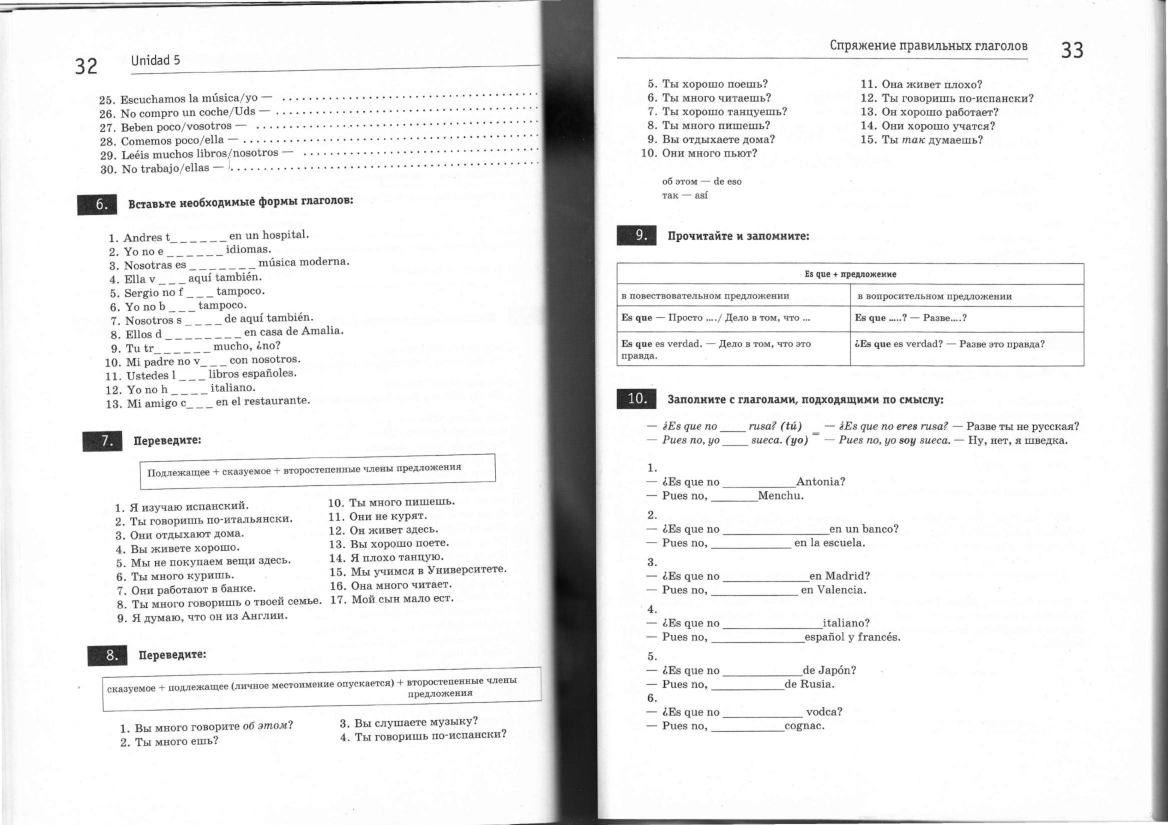 32 Unidad 5
25. Escuchamos la música/yo — ........................................
26. No compro un coche/Uds — ........................................
27. Beben poco/vosotros — ........................................
28. Comemos poco/ella — ........................................
29. Leéis muchos libros/nosotros — ........................................
30. No trabajo/ellas — ........................................
6. Вставьте необходимые формы глаголов:
1. Andres t_ _ _ _ _ _ _ en un hospital.
2. Yo no e _ _ _ _ _ _ idiomas.
3. Nosotras es _ _ _ _ _ _ _ música moderna.
4. Ella v _ _ _ aquí también.
5. Sergio no f _ _ _ tampoco.
6. Yo no b _ _ _ tampoco.
7. Nosotros s _ _ _ _ de aquí también.
8. Ellos d _ _ _ _ _ _ _ _ en casa de Amalia.
9. Tu tr_ _ _ _ _ _ mucho, ¿no?
10. Mi padre no v_ _ _ con nosotros.
11. Ustedes l _ _ _ libros españoles.
12. Yo no h _ _ _ _ italiano.
13. Mi amigo c_ _ _ en el restaurante.
7. Переведите:
Подлежащее + сказуемое + второстепенные члены предложения
1. Я изучаю испанский.
2. Ты говоришь по-итальянски.
3. Они отдыхают дома.
4. Вы живете хорошо.
5. Мы не покупаем вещи здесь.
6. Ты много куришь.
7. Они работают в банке.
8. Ты много говоришь о твоей семье.
9. Я думаю, что он из Англии.
10. Ты много пишешь.
11. Они не курят.
12. Он живет здесь.
13. Вы хорошо поете.
14. Я плохо танцую.
15. Мы учимся в Университете.
16. Она много читает.
17. Мой сын мало ест.
8. Переведите:
сказуемое + подлежащее (личное местоимение опускается) + второстепенные члены
предложения
1. Вы много говорите об этом?
2. Ты много ешь?
3. Вы слушаете музыку?
4. Ты говоришь по-испански?
Спряжение правильных глаголов 33
5. Ты хорошо поешь?
6. Ты много читаешь?
7. Ты хорошо танцуешь?
8. Ты много пишешь?
9. Вы отдыхаете дома?
10. Они много пьют?
11. Она живет плохо?
12. Ты говоришь по-испански?
13. Он хорошо работает?
14. Они хорошо учатся?
15. Ты так думаешь?
об этом — de eso
так — así
9. Прочитайте и запомните:
Es que + предложение
в повествовательном предложении
в вопросительном предложении
Es que — Просто ..../ Дело в том, что ...
Es que .....? — Разве....?
Es que es verdad. — Дело в том, что это
правда.
¿Es que es verdad? — Разве это правда?
10. Заполните с глаголами, подходящими по смыслу:
— ¿Es que no ____ rusa? (tú) _ — ¿Es que no eres rusa? — Разве ты не русская?
— Pues no, yo ____ sueca. (yo) — Pues no, yo soy sueca. — Ну, нет, я шведка.
1.
— ¿Es que no ____________Antonia?
— Pues no, ________Menchu.
2.
— ¿Es que no __________________en un banco?
— Pues no, _____________ en la escuela.
3.
— ¿Es que no ______________en Madrid?
— Pues no, ______________ en Valencia.
4.
— ¿Es que no ________________italiano?
— Pues no, _______________español y francés.
5.
— ¿Es que no _____________de Japón?
— Pues no, ____________de Rusia.
6.
— ¿Es que no _____________ vodca?
— Pues no, ____________cognac.